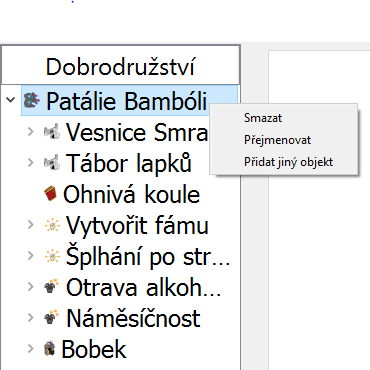 Dobrodružství
Patálie Bambóli
Smazat
Přejmenovat
Přidat jiný objekt
Vesnice Smra
Tábor lapků
Ohnivá koule
Vytvořit fámu
Šplhání po str...
Otrava alkoh...
Náměsíčnost
Bobek